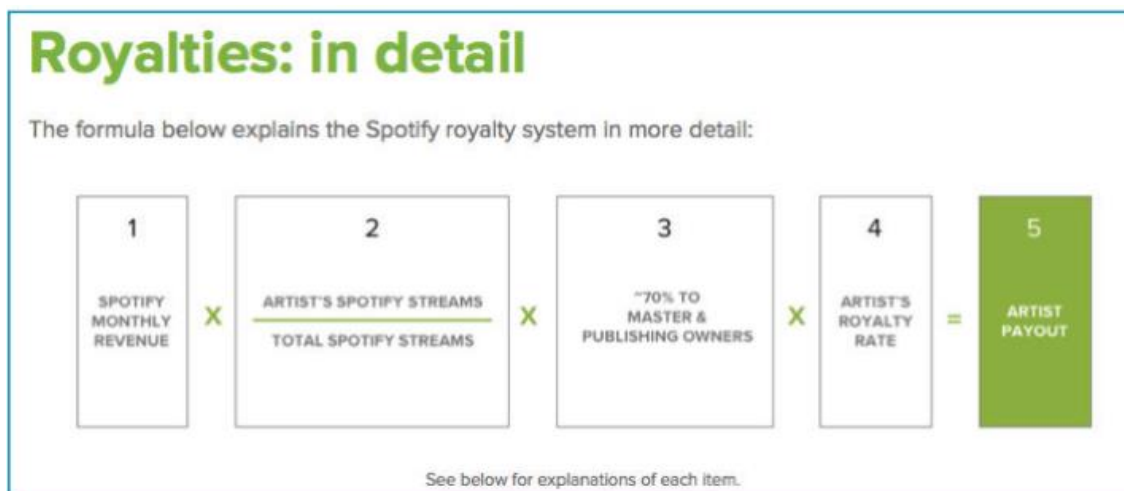 Royalties: in detail
The formula below explains the Spotify royalty system in more detail:
1
SPOTIFY
MONTHLY
REVENUE
X
2
ARTIST'S SPOTIFY STREAMS
TOTAL SPOTIFY STREAMS
X
3
~70% TO
MASTER &
PUBLISHING OWNERS
X
4
ARTIST'S
ROYALTY
RATE
=
5
ARTIST
PAYOUT
See below for explanations of each item.